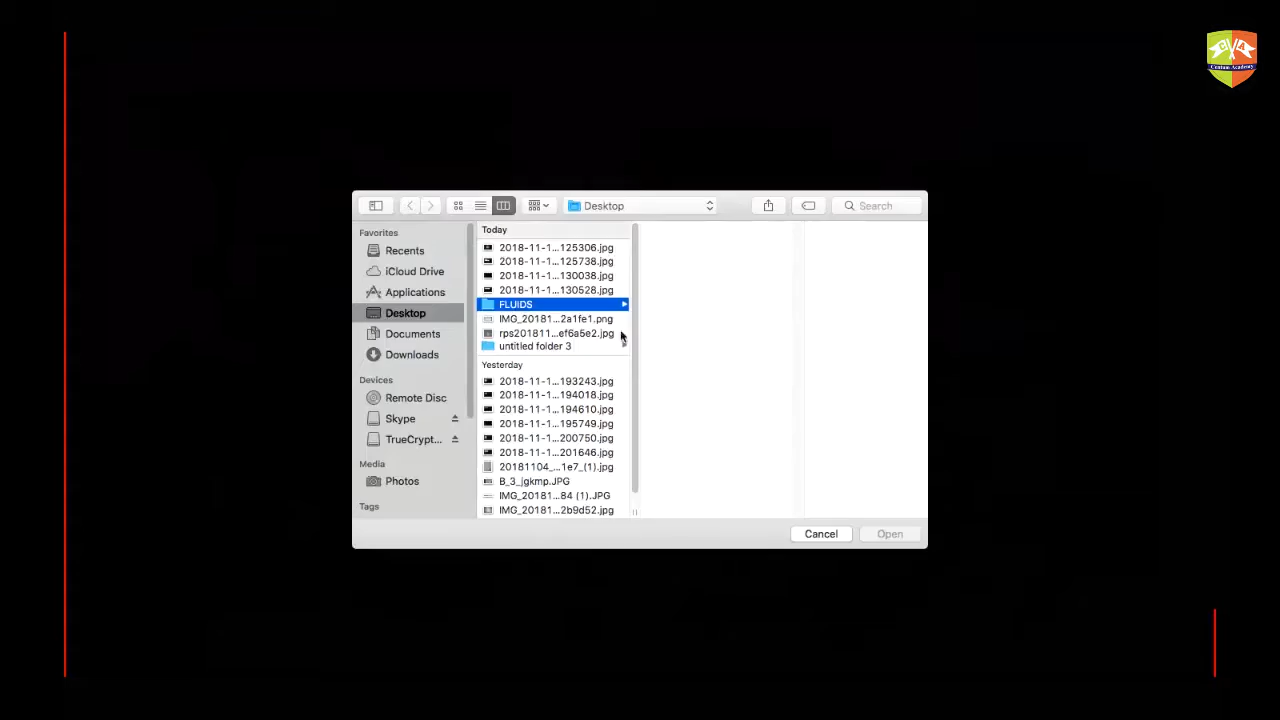 C A
Centum Academy
Desktop
Search
Favorites
Recents
iCloud Drive
Applications
Desktop
Documents
Downloads
Devices
Remote Disc
Skype
TrueCrypt...
Media
Photos
Tags
Today
2018-11-1...125306.jpg
2018-11-1...125738.jpg
2018-11-1...130038.jpg
2018-11-1...130528.jpg
FLUIDS
IMG_20181...2a1fe1.png
rps201811...ef6a5e2.jpg
untitled folder 3
Yesterday
2018-11-1...193243.jpg
2018-11-1...194018.jpg
2018-11-1...194610.jpg
2018-11-1...195749.jpg
2018-11-1...200750.jpg
2018-11-1...201646.jpg
20181104_...1e7_(1).jpg
B_3_jgkmp.JPG
IMG_20181...84 (1).JPG
IMG_20181...2b9d52.jpg
Cancel
Open